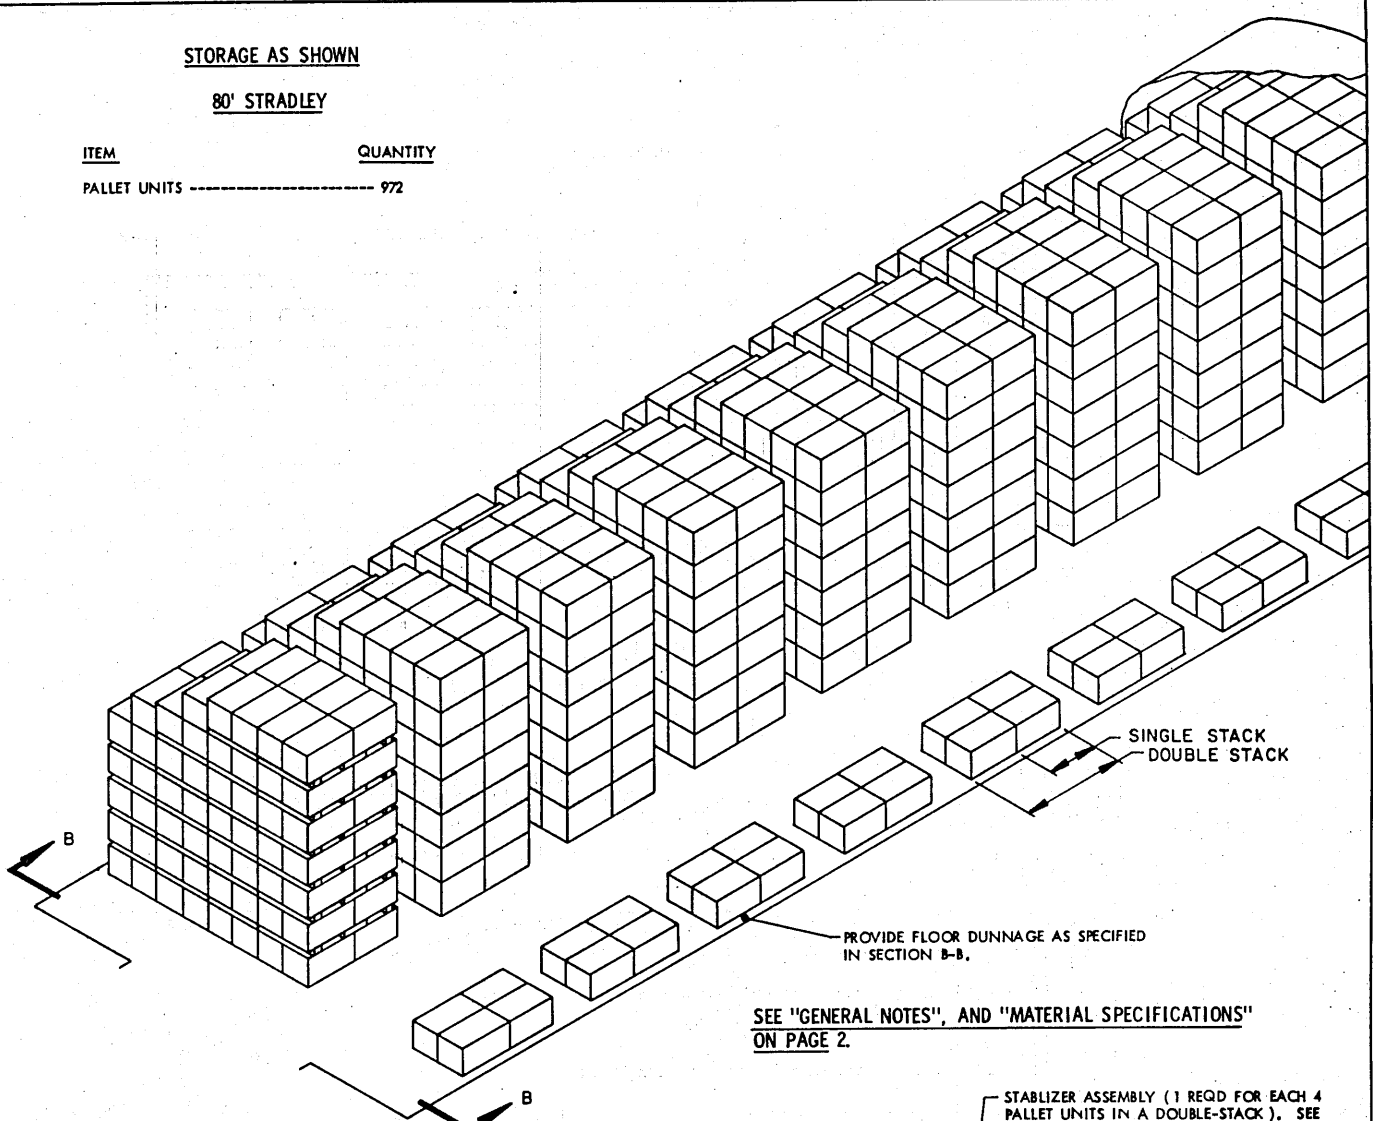 STORAGE AS SHOWN
80' STRADLEY
ITEM QUANTITY
PALLET UNITS ------------------------ 972
SINGLE STACK
DOUBLE STACK
B
PROVIDE FLOOR DUNNAGE AS SPECIFIED
IN SECTION B-B.
SEE "GENERAL NOTES", AND "MATERIAL SPECIFICATIONS"
ON PAGE 2.
B
STABLIZER ASSEMBLY (1 REQD FOR EACH 4
PALLET UNITS IN A DOUBLE-STACK). SEE